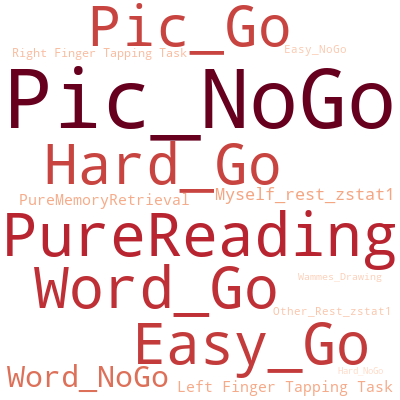 Pic_Go
Right Finger Tapping Task
Easy_NoGo
Pic_NoGo
Hard_Go
PureMemoryRetrieval
Myself_rest_zstat1
PureReading
Word_Go
Wammes_Drawing
Other_Rest_zstat1
Easy_Go
Word_NoGo
Hard_NoGo
Left Finger Tapping Task